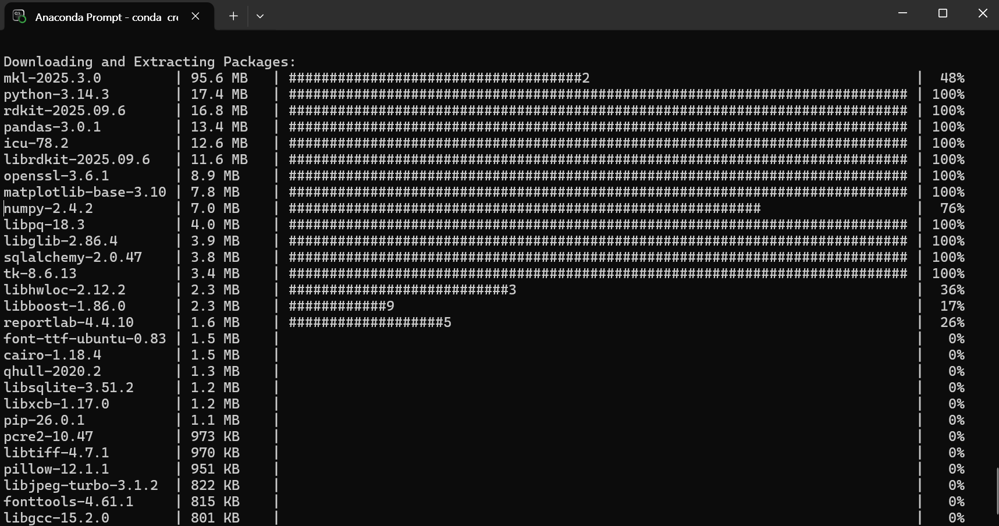 Anaconda Prompt - conda cre
Downloading and Extracting Packages:
mkl-2025.3.0 | 95.6 MB | ####################################2 | 48%
python-3.14.3 | 17.4 MB | ############################################################################ | 100%
rdkit-2025.09.6 | 16.8 MB | ############################################################################ | 100%
pandas-3.0.1 | 13.4 MB | ############################################################################ | 100%
icu-78.2 | 12.6 MB | ############################################################################ | 100%
librdkit-2025.09.6 | 11.6 MB | ############################################################################ | 100%
openssl-3.6.1 | 8.9 MB | ############################################################################ | 100%
matplotlib-base-3.10 | 7.8 MB | ############################################################################ | 100%
numpy-2.4.2 | 7.0 MB | ########################################################## | 76%
libpq-18.3 | 4.0 MB | ############################################################################ | 100%
libglib-2.86.4 | 3.9 MB | ############################################################################ | 100%
sqlalchemy-2.0.47 | 3.8 MB | ############################################################################ | 100%
tk-8.6.13 | 3.4 MB | ############################################################################ | 100%
libhwloc-2.12.2 | 2.3 MB | ###########################3 | 36%
libboost-1.86.0 | 2.3 MB | ############9 | 17%
reportlab-4.4.10 | 1.6 MB | ###################5 | 26%
font-ttf-ubuntu-0.83 | 1.5 MB | | 0%
cairo-1.18.4 | 1.5 MB | | 0%
qhull-2020.2 | 1.3 MB | | 0%
libsqlite-3.51.2 | 1.2 MB | | 0%
libxcb-1.17.0 | 1.2 MB | | 0%
pip-26.0.1 | 1.1 MB | | 0%
pcre2-10.47 | 973 KB | | 0%
libtiff-4.7.1 | 970 KB | | 0%
pillow-12.1.1 | 951 KB | | 0%
libjpeg-turbo-3.1.2 | 822 KB | | 0%
fonttools-4.61.1 | 815 KB | | 0%
libgcc-15.2.0 | 801 KB | | 0%